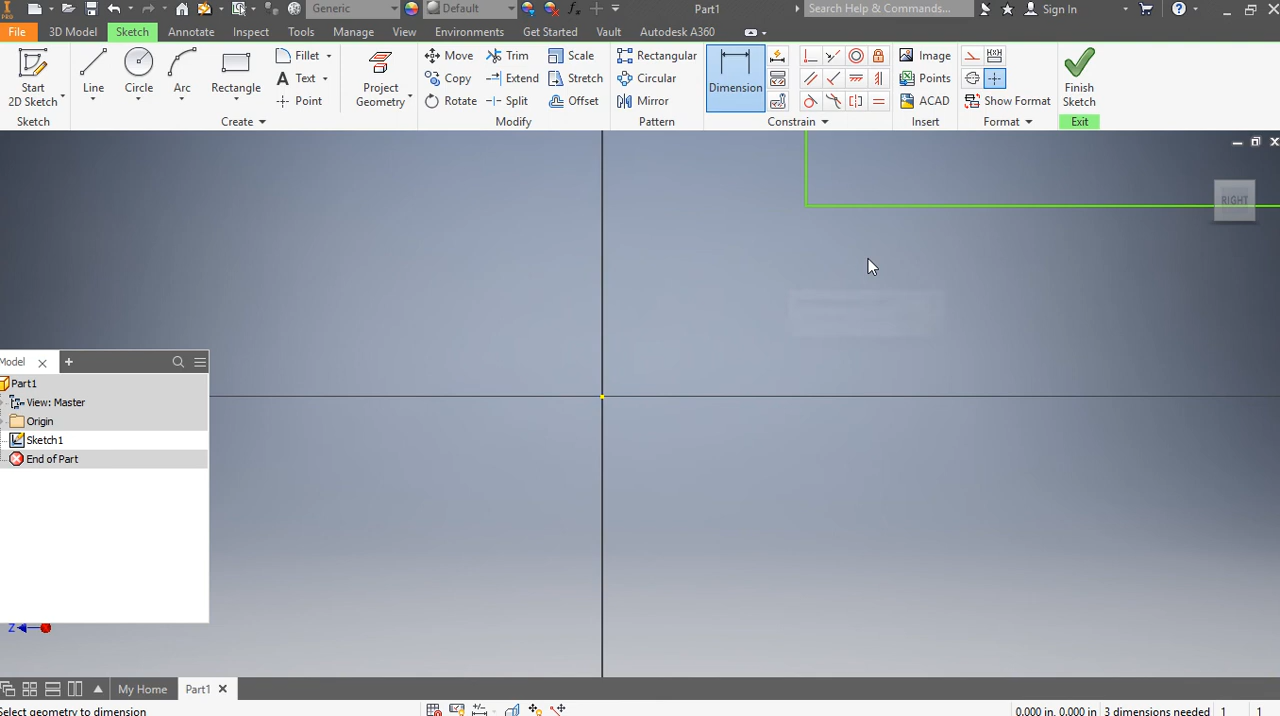 PRO
Generic
Default
Part1
Search Help & Commands...
Sign In
File
3D Model
Sketch
Annotate
Inspect
Tools
Manage
View
Environments
Get Started
Vault
Autodesk A360
Start
2D Sketch
Line
Circle
Arc
Rectangle
Fillet
Text
Point
Project
Geometry
Move
Copy
Rotate
Trim
Extend
Split
Scale
Stretch
Offset
Rectangular
Circular
Mirror
Dimension
Image
Points
ACAD
Show Format
Finish
Sketch
Sketch
Create
Modify
Pattern
Constrain
Insert
Format
Exit
RIGHT
Model
Part1
View: Master
Origin
Sketch1
End of Part
Z
My Home
Part1
Select geometry to dimension
0.000 in, 0.000 in
3 dimensions needed
1
1